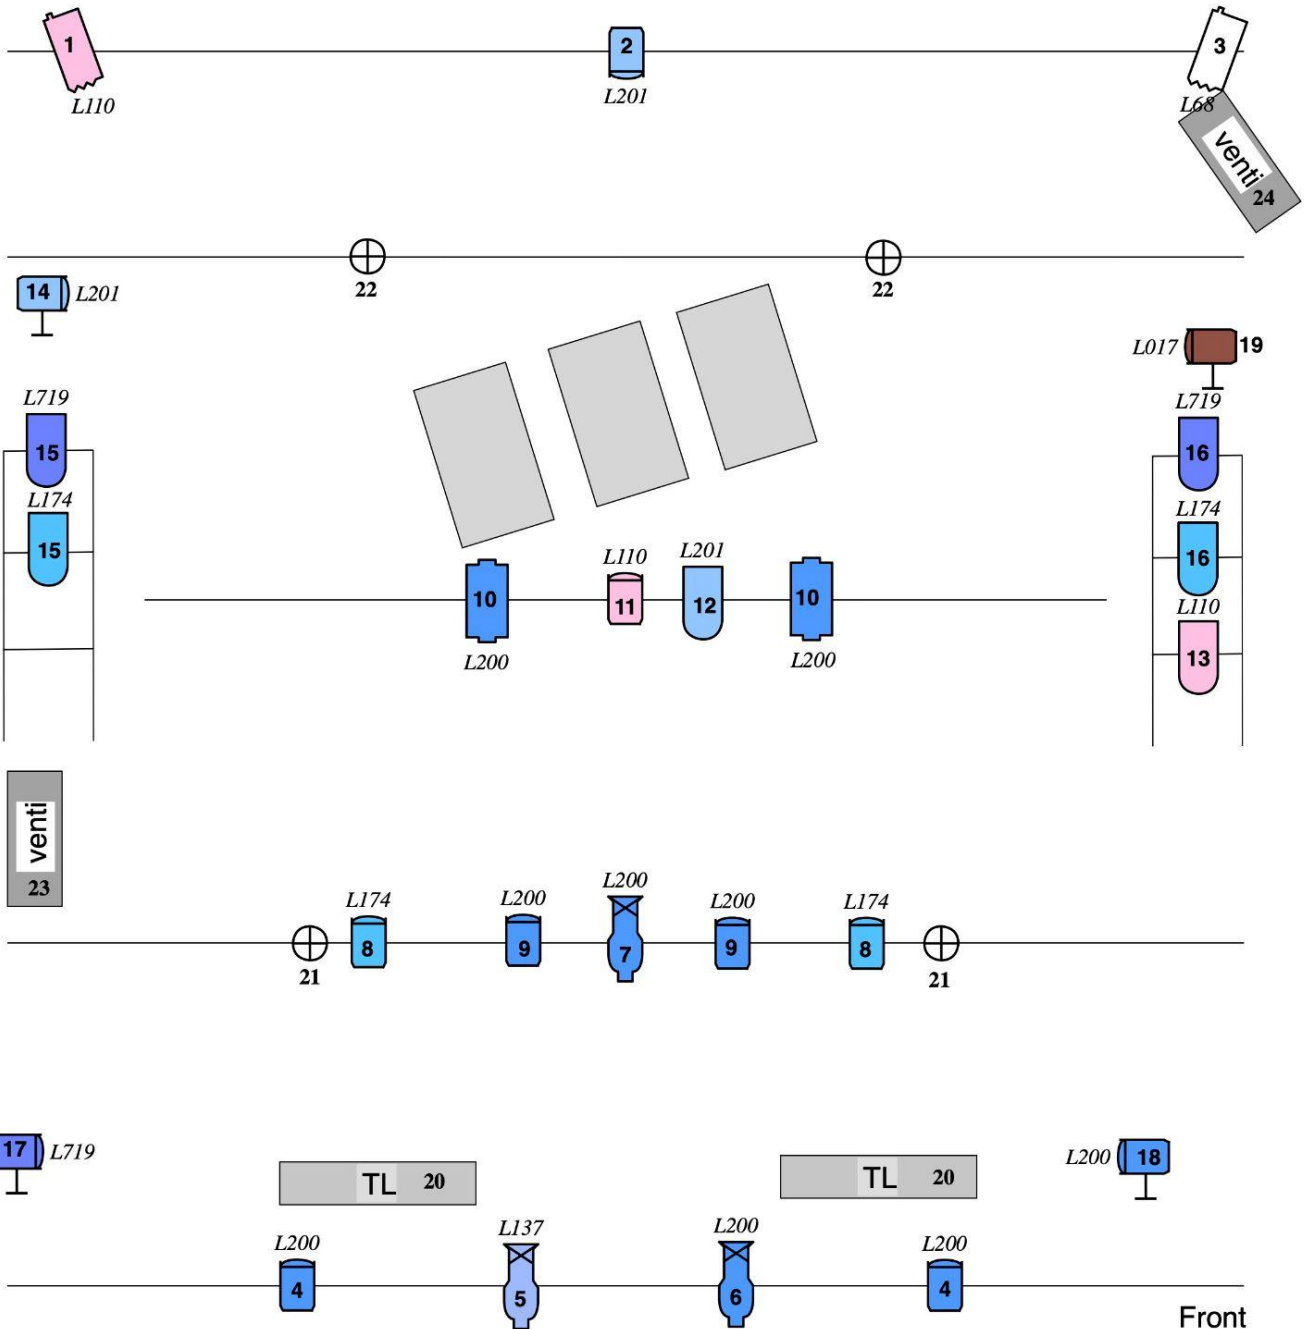 1
2
3
L110
L201
L68
venti
24
22
22
14 L201
L017 19
L719
L719
15
16
L174
L174
15
16
L110 L201
10 11 12 10
L110
13
L200
L200
venti
23
L174 L200 L200 L200 L174
8 9 7 9 8
21
21
17 L719
L200 18
TL 20
TL 20
L200 L137 L200 L200
4 5 6 4
Front